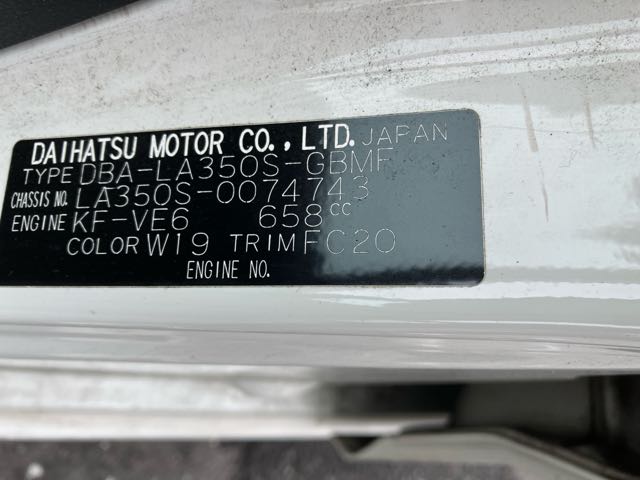 DAIHATSU MOTOR CO., LTD. JAPAN
TYPE DBA-LA350S-GBMF
CHASSIS NO. LA350S-0074743
ENGINE KF-VE6 658cc
COLOR W19 TRIM FC20
ENGINE NO.